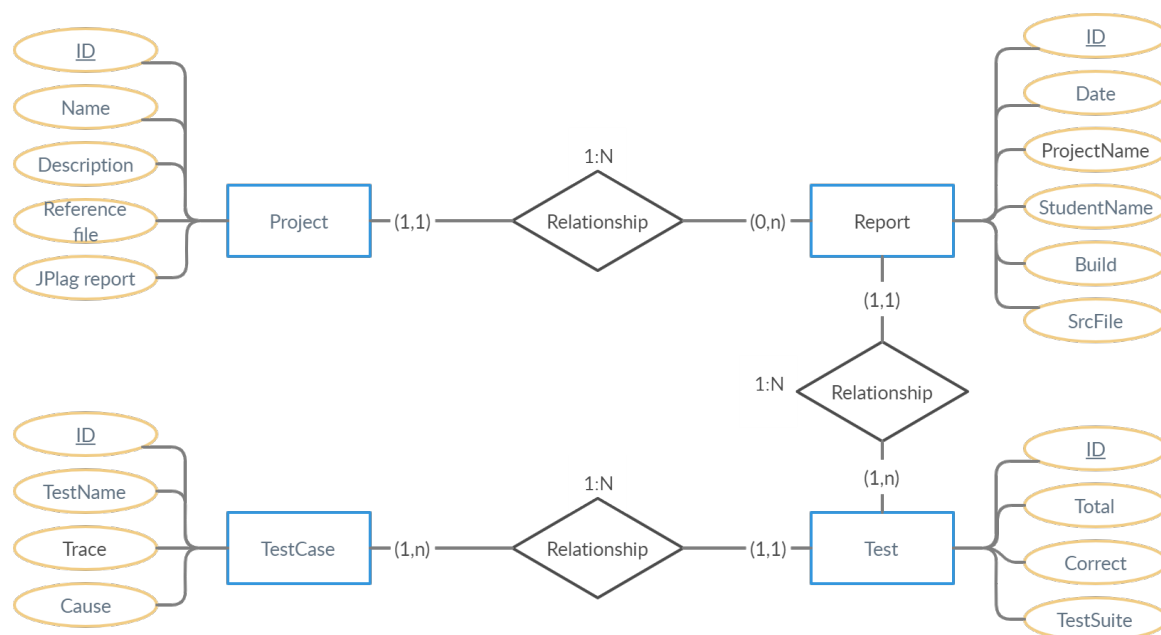 ID
Name
Description
Reference
file
JPlag report
Project
(1,1)
1:N
Relationship
(0,n)
Report
ID
Date
ProjectName
StudentName
Build
SrcFile
(1,1)
1:N
Relationship
(1,n)
ID
TestName
Trace
Cause
TestCase
(1,n)
1:N
Relationship
(1,1)
Test
ID
Total
Correct
TestSuite